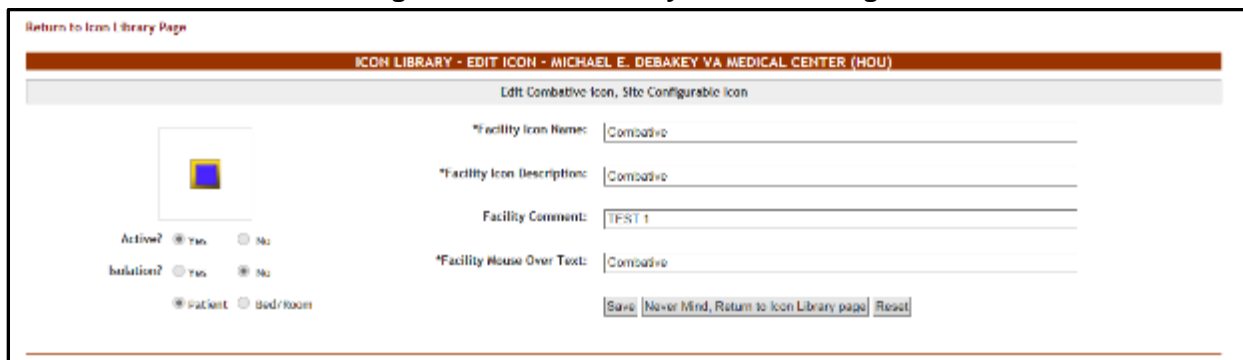 Return to Icon Library Page
ICON LIBRARY - EDIT ICON - MICHAEL E. DEBAKEY VA MEDICAL CENTER (HOU)
Edit Combative Icon, Site Configurable Icon
*Facility Icon Name: Combative
*Facility Icon Description: Combative
Facility Comment: TEST 1
Active? Yes No
*Facility Mouse Over Text: Combative
Isolation? Yes No
Patient Bed/Room
Save Never Mind, Return to Icon Library page Reset